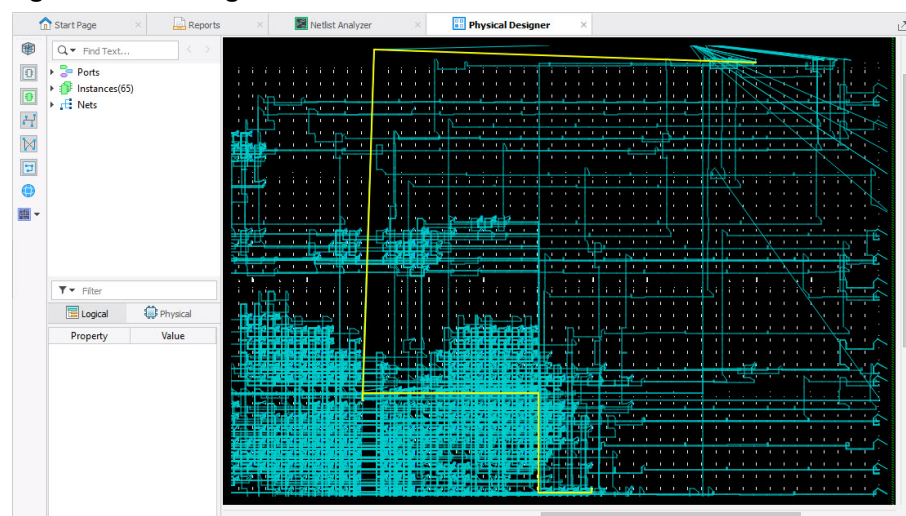 Start Page
Reports
Netlist Analyzer
Physical Designer
Find Text...
Ports
Instances(65)
Nets
Filter
Logical
Physical
Property
Value